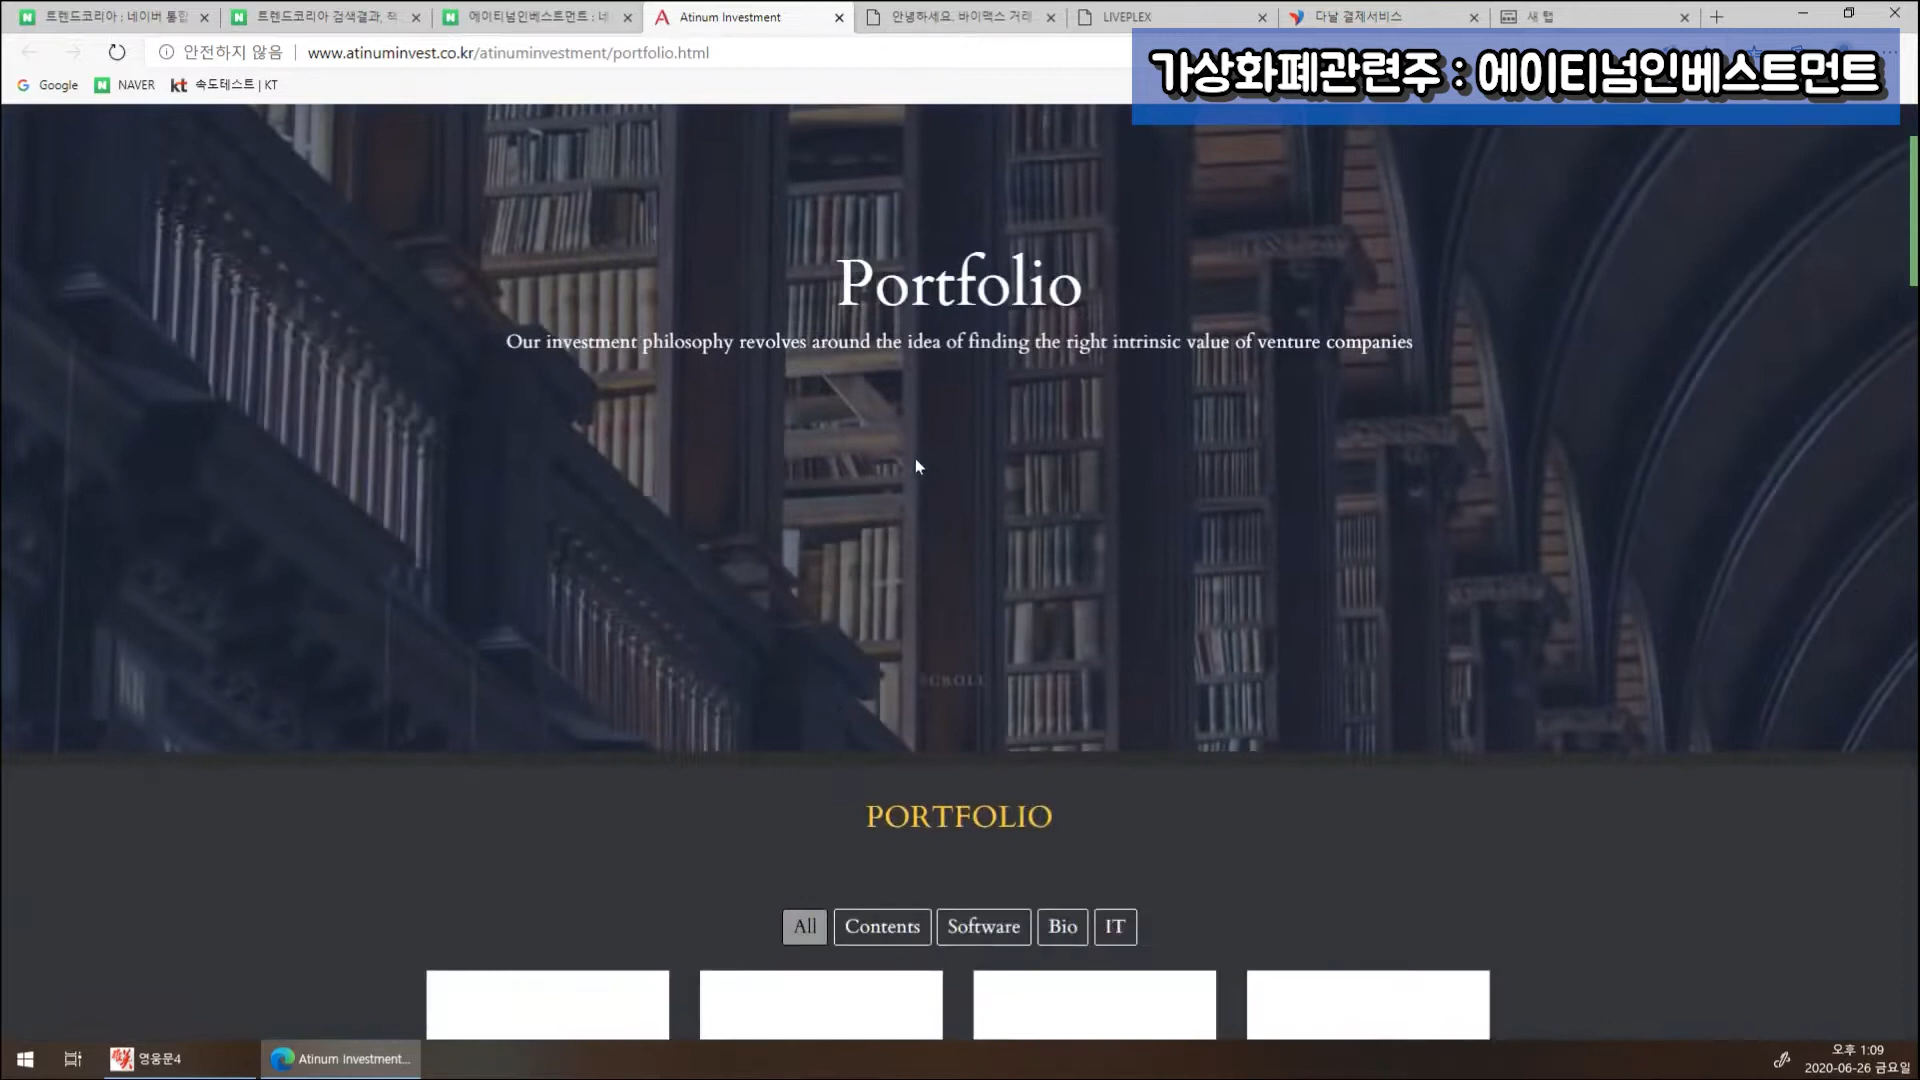 트렌드코리아 : 네이버 통합
트렌드코리아 검색결과, 적
에이티넘인베스트먼트 : 네
Atinum Investment
안녕하세요. 바이맥스 거래
LIVEPLEX
다날 결제서비스
새 탭
안전하지 않음
www.atinuminvest.co.kr/atinuminvestment/portfolio.html
가상화폐관련주 : 에이티넘인베스트먼트
Google
NAVER
kt 속도테스트 | KT
Portfolio
Our investment philosophy revolves around the idea of finding the right intrinsic value of venture companies
SCROLL
PORTFOLIO
All
Contents
Software
Bio
IT
영웅문4
Atinum Investment...
오후 1:09
2020-06-26 금요일